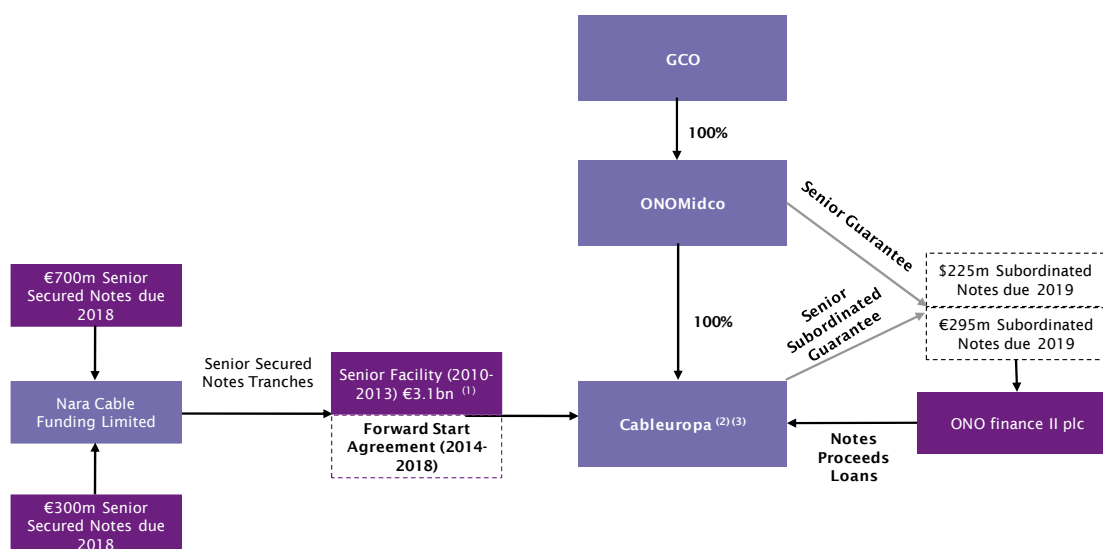 GCO
100%
ONOMidco
Senior Guarantee
€700m Senior
Secured Notes due
2018
$225m Subordinated
Notes due 2019
€295m Subordinated
Notes due 2019
100%
Senior
Subordinated
Guarantee
Senior Secured
Notes Tranches
Senior Facility (2010-
2013) €3.1bn (1)
Forward Start
Agreement (2014-
2018)
Nara Cable
Funding Limited
Cableuropa (2) (3)
ONO finance II plc
Notes
Proceeds
Loans
€300m Senior
Secured Notes due
2018